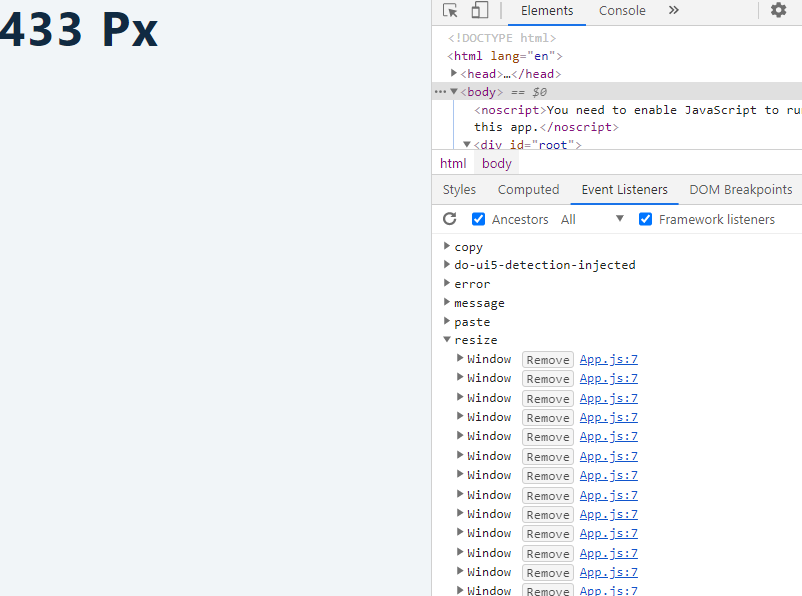 433 Px
Elements Console »
<!DOCTYPE html>
<html lang="en">
<head>…</head>
<body> == $0
<noscript>You need to enable JavaScript to ru
this app.</noscript>
<div id="root">
html body
Styles Computed Event Listeners DOM Breakpoints
Ancestors All Framework listeners
copy
do-ui5-detection-injected
error
message
paste
resize
Window Remove App.js:7
Window Remove App.js:7
Window Remove App.js:7
Window Remove App.js:7
Window Remove App.js:7
Window Remove App.js:7
Window Remove App.js:7
Window Remove App.js:7
Window Remove App.js:7
Window Remove App.js:7
Window Remove App.js:7
Window Remove App.js:7
Window Remove App.js:7